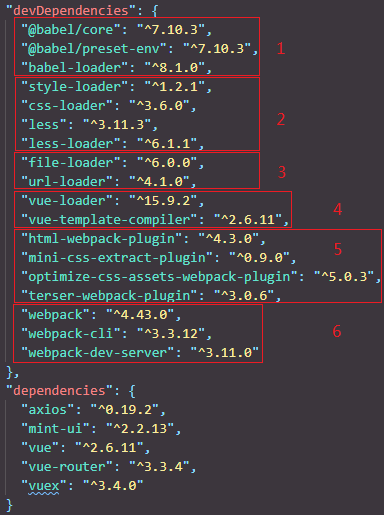 "devDependencies": {
"@babel/core": "^7.10.3",
"@babel/preset-env": "^7.10.3", 1
"babel-loader": "^8.1.0",
"style-loader": "^1.2.1",
"css-loader": "^3.6.0",
"less": "^3.11.3", 2
"less-loader": "^6.1.1",
"file-loader": "^6.0.0",
"url-loader": "^4.1.0", 3
"vue-loader": "^15.9.2",
"vue-template-compiler": "^2.6.11", 4
"html-webpack-plugin": "^4.3.0", 5
"mini-css-extract-plugin": "^0.9.0",
"optimize-css-assets-webpack-plugin": "^5.0.3",
"terser-webpack-plugin": "^3.0.6",
"webpack": "^4.43.0",
"webpack-cli": "^3.3.12", 6
"webpack-dev-server": "^3.11.0"
},
"dependencies": {
"axios": "^0.19.2",
"mint-ui": "^2.2.13",
"vue": "^2.6.11",
"vue-router": "^3.3.4",
"vuex": "^3.4.0"
}